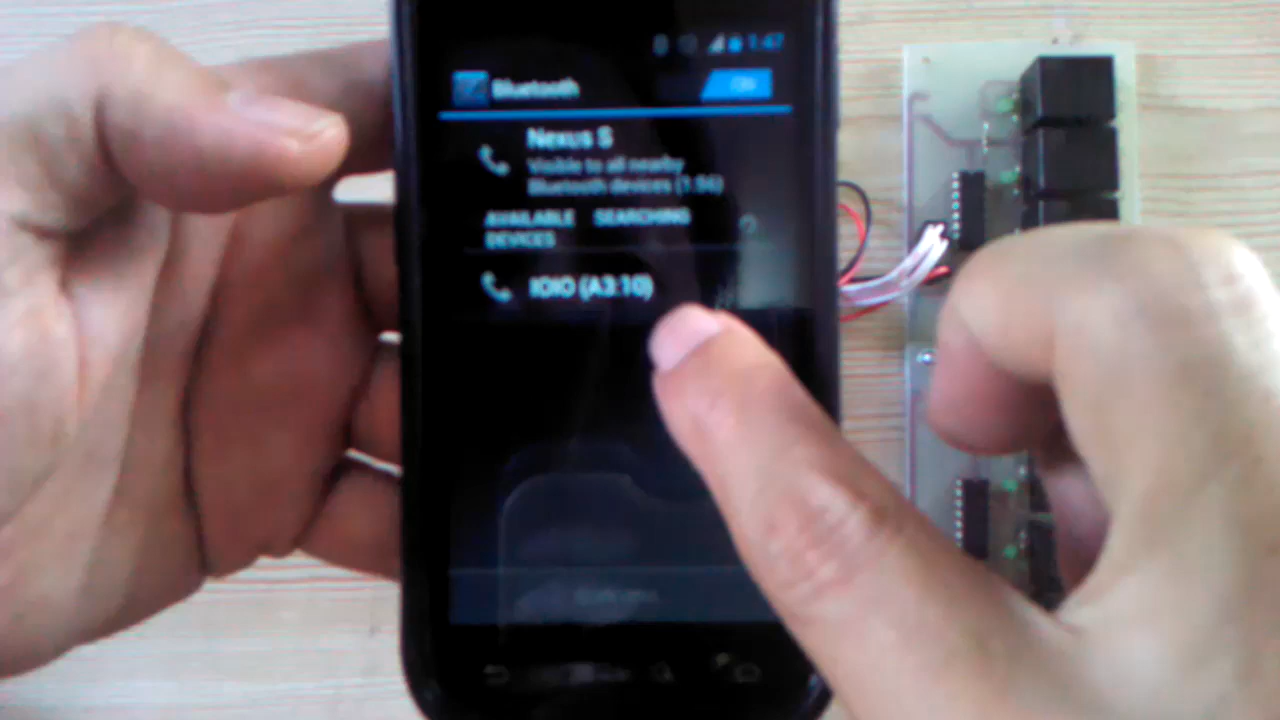 1:47
Bluetooth
ON
Nexus S
Visible to all nearby
Bluetooth devices (1:56)
AVAILABLE SEARCHING
DEVICES
IOIO (A3:10)